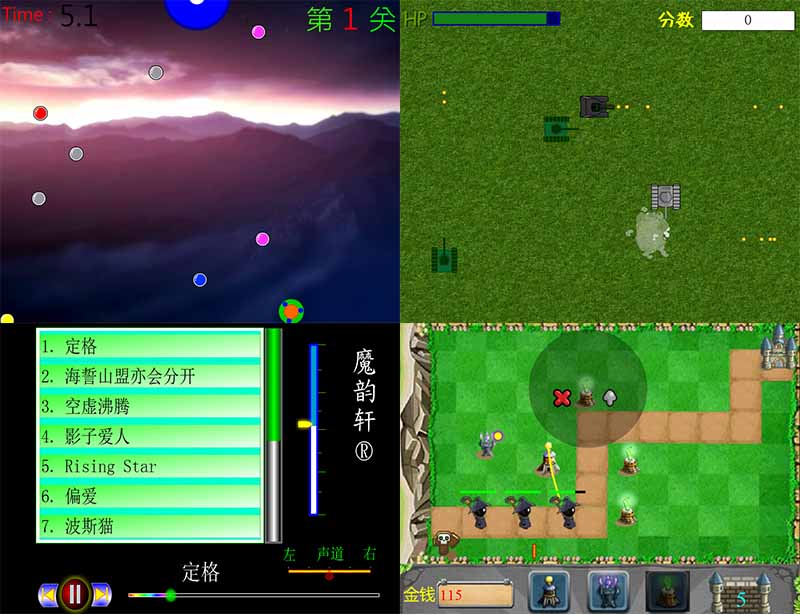 Time: 5.1
第1关
HP
分数 0
1. 定格
2. 海誓山盟亦会分开
3. 空虚沸腾
4. 影子爱人
5. Rising Star
6. 偏爱
7. 波斯猫
魔韵轩®
左 声道 右
定格
金钱 115
5